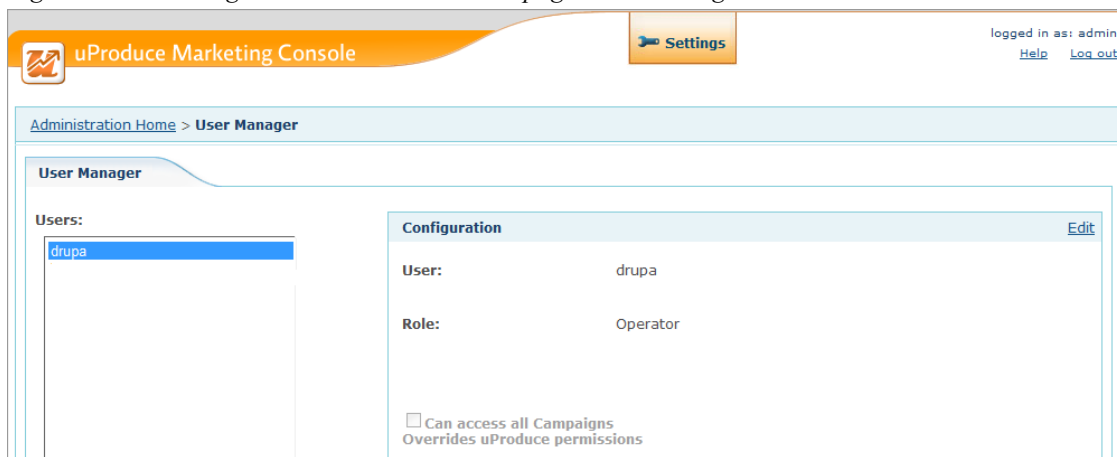 uProduce Marketing Console
Settings
logged in as: admin
Help Log out
Administration Home > User Manager
User Manager
Users:
drupa
Configuration
Edit
User: drupa
Role: Operator
Can access all Campaigns
Overrides uProduce permissions